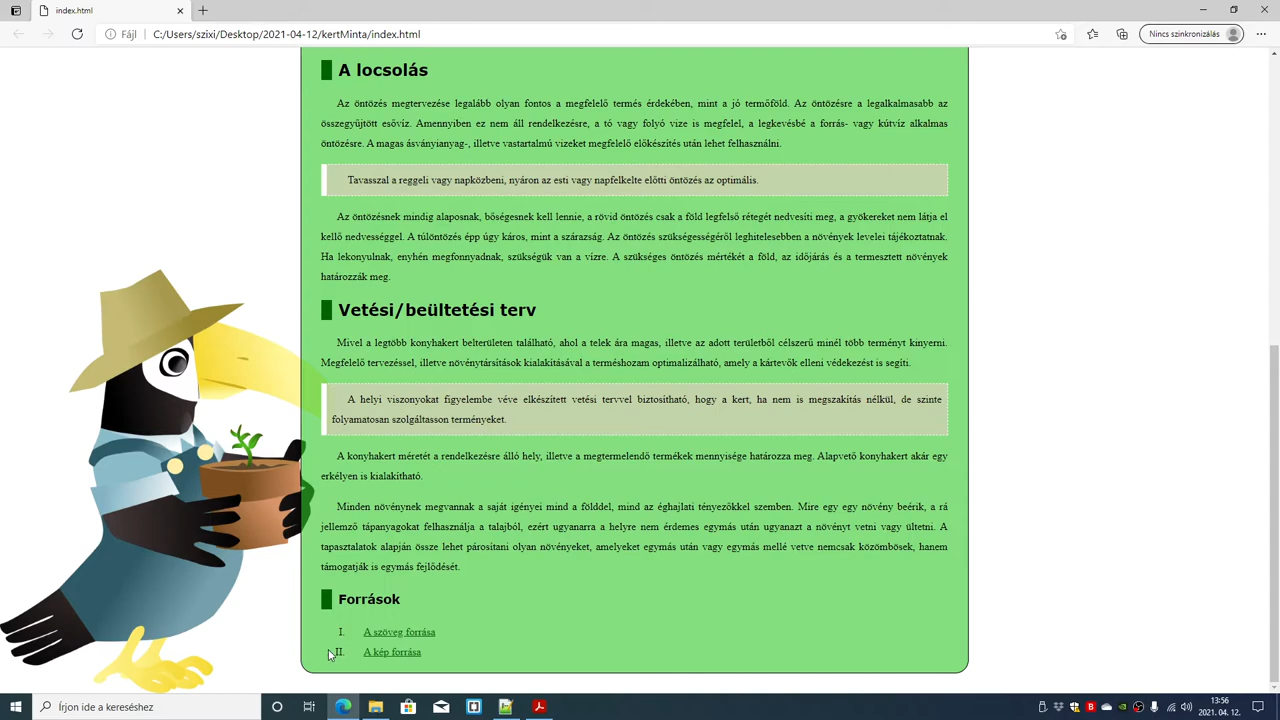 index.html
Fájl
C:/Users/szixi/Desktop/2021-04-12/kertMinta/index.html
Nincs szinkronizálás
A locsolás
Az öntözés megtervezése legalább olyan fontos a megfelelő termés érdekében, mint a jó termőföld. Az öntözésre a legalkalmasabb az
összegyűjtött esővíz. Amennyiben ez nem áll rendelkezésre, a tó vagy folyó vize is megfelel, a legkevésbé a forrás- vagy kútvíz alkalmas
öntözésre. A magas ásványianyag-, illetve vastartalmú vizeket megfelelő előkészítés után lehet felhasználni.
Tavasszal a reggeli vagy napközbeni, nyáron az esti vagy napfelkelte előtti öntözés az optimális.
Az öntözésnek mindig alaposnak, bőségesnek kell lennie, a rövid öntözés csak a föld legfelső rétegét nedvesíti meg, a gyökereket nem látja el
kellő nedvességgel. A túlöntözés épp úgy káros, mint a szárazság. Az öntözés szükségességéről leghitelesebben a növények levelei tájékoztatnak.
Ha lekonyulnak, enyhén megfonnyadnak, szükségük van a vízre. A szükséges öntözés mértékét a föld, az időjárás és a termesztett növények
határozzák meg.
Vetési/beültetési terv
Mivel a legtöbb konyhakert belterületen található, ahol a telek ára magas, illetve az adott területből célszerű minél több terményt kinyerni.
Megfelelő tervezéssel, illetve növénytársítások kialakításával a terméshozam optimalizálható, amely a kártevők elleni védekezést is segíti.
A helyi viszonyokat figyelembe véve elkészített vetési tervvel biztosítható, hogy a kert, ha nem is megszakítás nélkül, de szinte
folyamatosan szolgáltasson terményeket.
A konyhakert méretét a rendelkezésre álló hely, illetve a megtermelendő termékek mennyisége határozza meg. Alapvető konyhakert akár egy
erkélyen is kialakítható.
Minden növénynek megvannak a saját igényei mind a földdel, mind az éghajlati tényezőkkel szemben. Mire egy egy növény beérik, a rá
jellemző tápanyagokat felhasználja a talajból, ezért ugyanarra a helyre nem érdemes egymás után ugyanazt a növényt vetni vagy ültetni. A
tapasztalatok alapján össze lehet párosítani olyan növényeket, amelyeket egymás után vagy egymás mellé vetve nemcsak közömbösek, hanem
támogatják is egymás fejlődését.
Források
I. A szöveg forrása
II. A kép forrása
Írjon ide a kereséshez
13:56
2021. 04. 12.